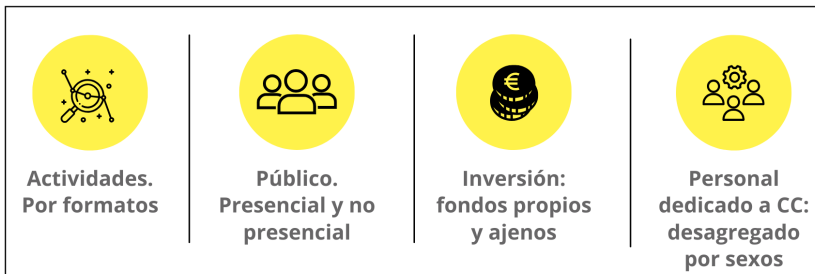 Actividades.
Por formatos
Público.
Presencial y no
presencial
€
Inversión:
fondos propios
y ajenos
Personal
dedicado a CC:
desagregado
por sexos